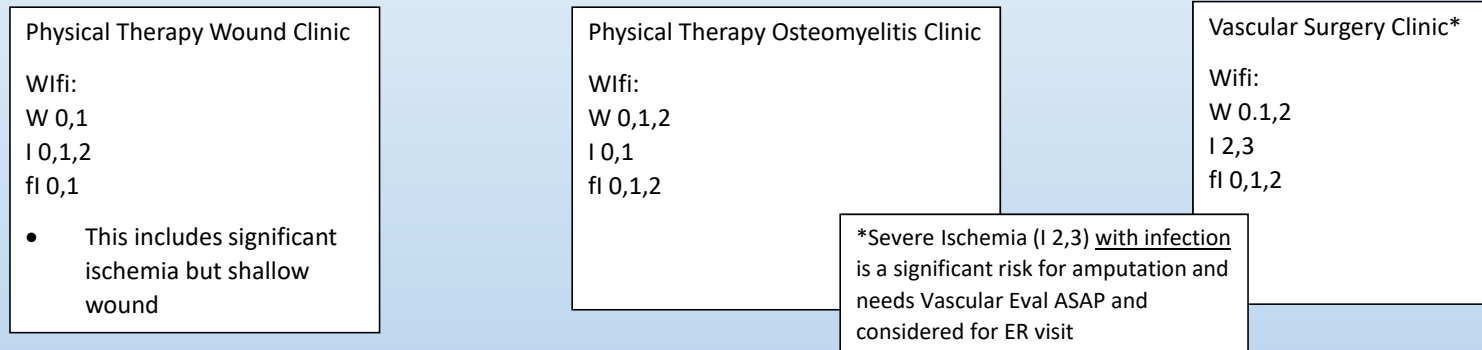 Physical Therapy Wound Clinic
WIfi:
W 0,1
I 0,1,2
fI 0,1
• This includes significant
ischemia but shallow
wound
Physical Therapy Osteomyelitis Clinic
WIfi:
W 0,1,2
I 0,1
fI 0,1,2
Vascular Surgery Clinic*
Wifi:
W 0.1,2
I 2,3
fI 0,1,2
*Severe Ischemia (I 2,3) with infection
is a significant risk for amputation and
needs Vascular Eval ASAP and
considered for ER visit